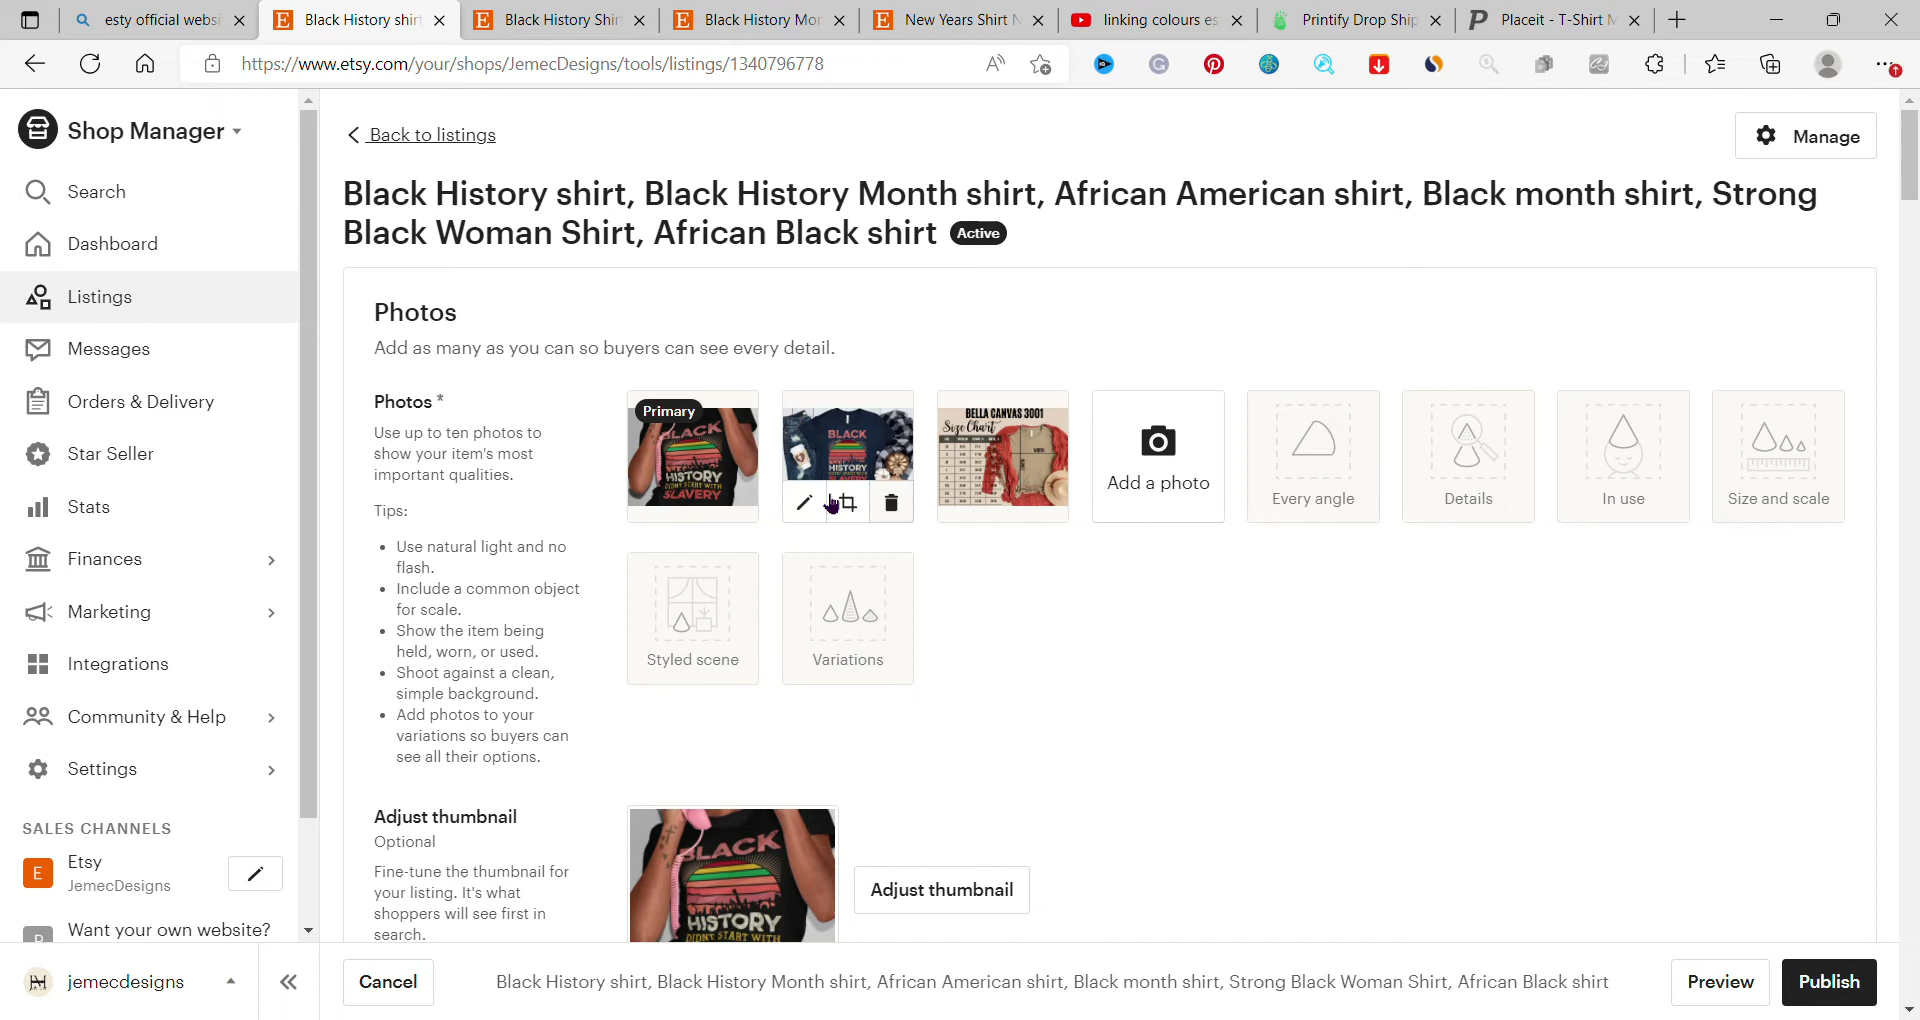 esty official websi
Black History shirt
Black History Shir
Black History Mor
New Years Shirt N
linking colours es
Printify Drop Ship
Placeit - T-Shirt M
https://www.etsy.com/your/shops/JemecDesigns/tools/listings/1340796778
Shop Manager
Search
Dashboard
Listings
Messages
Orders & Delivery
Star Seller
Stats
Finances
Marketing
Integrations
Community & Help
Settings
SALES CHANNELS
E
Etsy
JemecDesigns
Want your own website?
jemecdesigns
Back to listings
Manage
Black History shirt, Black History Month shirt, African American shirt, Black month shirt, Strong
Black Woman Shirt, African Black shirt Active
Photos
Add as many as you can so buyers can see every detail.
Photos *
Use up to ten photos to
show your item's most
important qualities.
Tips:
• Use natural light and no
flash.
• Include a common object
for scale.
• Show the item being
held, worn, or used.
• Shoot against a clean,
simple background.
• Add photos to your
variations so buyers can
see all their options.
Primary
BLACK
HISTORY
DIDNT START WITH
SLAVERY
BLACK
HISTORY
BELLA CANVAS 3001
Size Chart
Add a photo
Every angle
Details
In use
Size and scale
Styled scene
Variations
Adjust thumbnail
Optional
Fine-tune the thumbnail for
your listing. It's what
shoppers will see first in
search.
BLACK
HISTORY
DIDNT START WITH
Adjust thumbnail
Cancel
Black History shirt, Black History Month shirt, African American shirt, Black month shirt, Strong Black Woman Shirt, African Black shirt
Preview
Publish